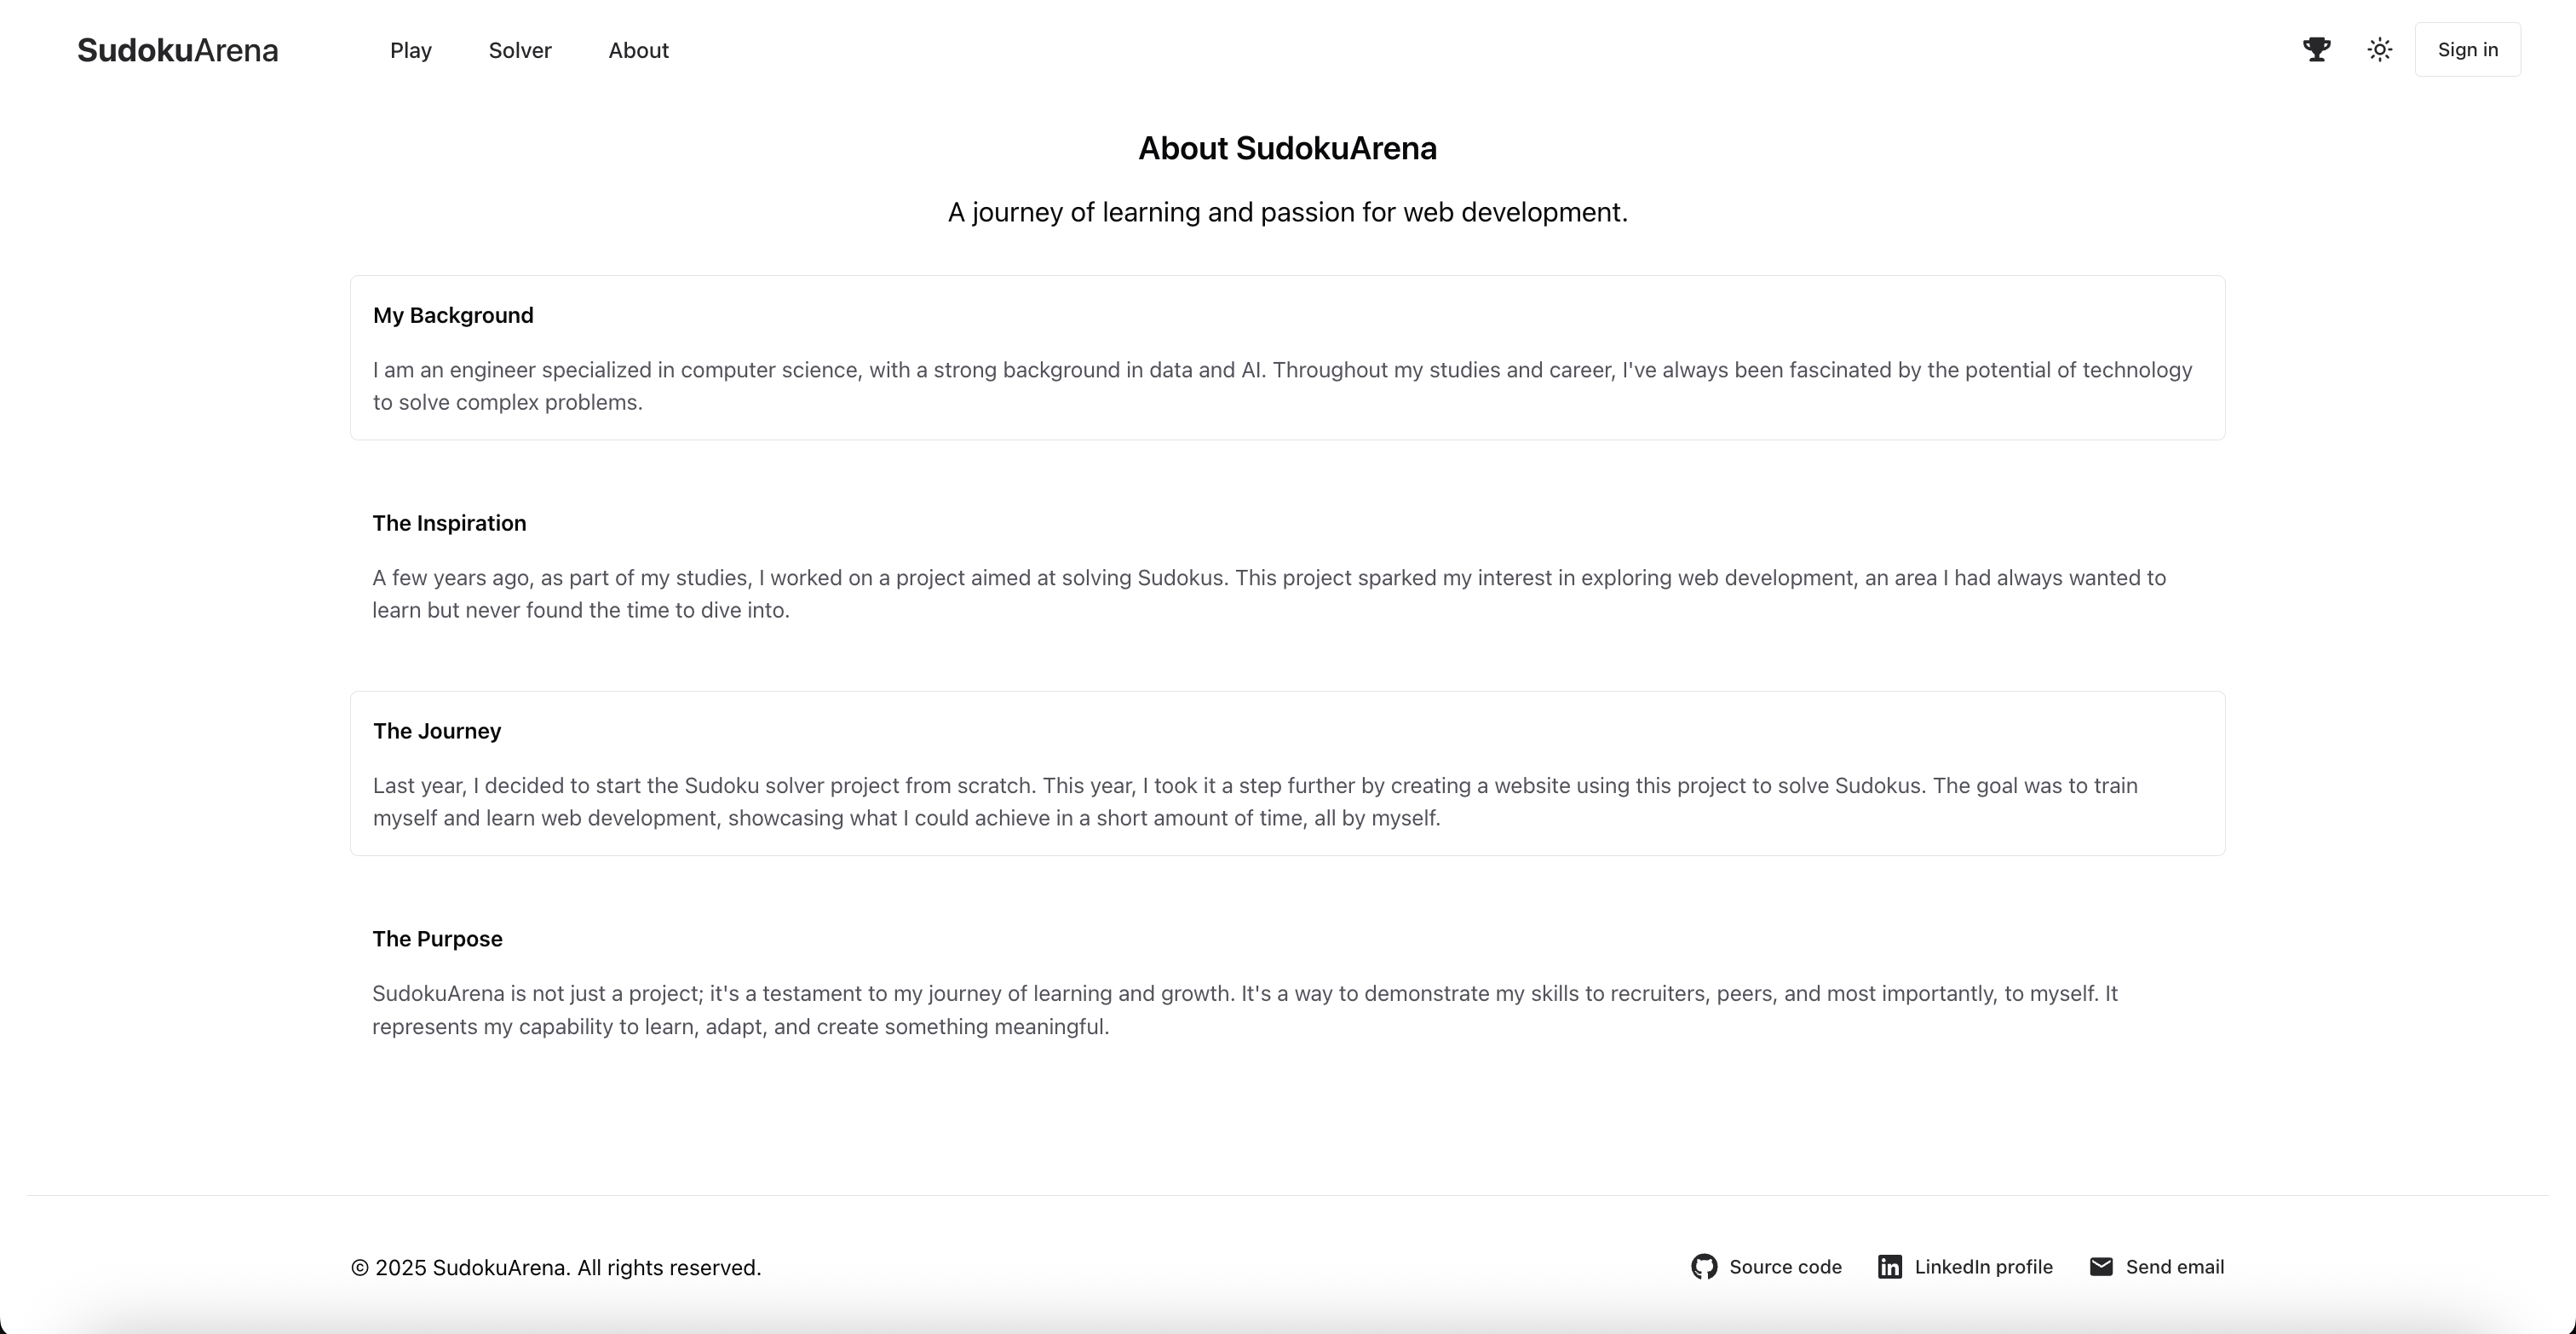 SudokuArena Play Solver About Sign in
About SudokuArena
A journey of learning and passion for web development.
My Background
I am an engineer specialized in computer science, with a strong background in data and AI. Throughout my studies and career, I've always been fascinated by the potential of technology
to solve complex problems.
The Inspiration
A few years ago, as part of my studies, I worked on a project aimed at solving Sudokus. This project sparked my interest in exploring web development, an area I had always wanted to
learn but never found the time to dive into.
The Journey
Last year, I decided to start the Sudoku solver project from scratch. This year, I took it a step further by creating a website using this project to solve Sudokus. The goal was to train
myself and learn web development, showcasing what I could achieve in a short amount of time, all by myself.
The Purpose
SudokuArena is not just a project; it's a testament to my journey of learning and growth. It's a way to demonstrate my skills to recruiters, peers, and most importantly, to myself. It
represents my capability to learn, adapt, and create something meaningful.
© 2025 SudokuArena. All rights reserved. Source code LinkedIn profile Send email